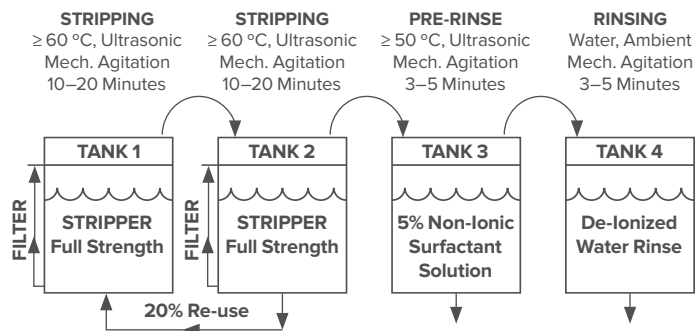 STRIPPING
≥ 60 ºC, Ultrasonic
Mech. Agitation
10–20 Minutes
STRIPPING
≥ 60 ºC, Ultrasonic
Mech. Agitation
10–20 Minutes
PRE-RINSE
≥ 50 ºC, Ultrasonic
Mech. Agitation
3–5 Minutes
RINSING
Water, Ambient
Mech. Agitation
3–5 Minutes
TANK 1
FILTER
STRIPPER
Full Strength
TANK 2
FILTER
STRIPPER
Full Strength
TANK 3
5% Non-Ionic
Surfactant
Solution
TANK 4
De-Ionized
Water Rinse
20% Re-use